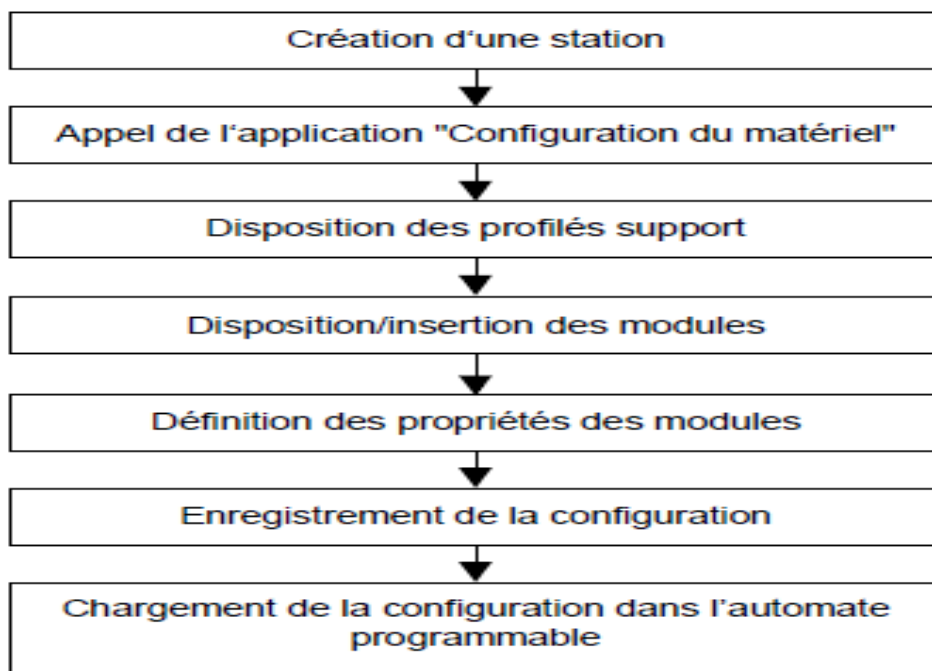 Création d‘une station
Appel de l‘application "Configuration du matériel"
Disposition des profilés support
Disposition/insertion des modules
Définition des propriétés des modules
Enregistrement de la configuration
Chargement de la configuration dans l’automate
programmable